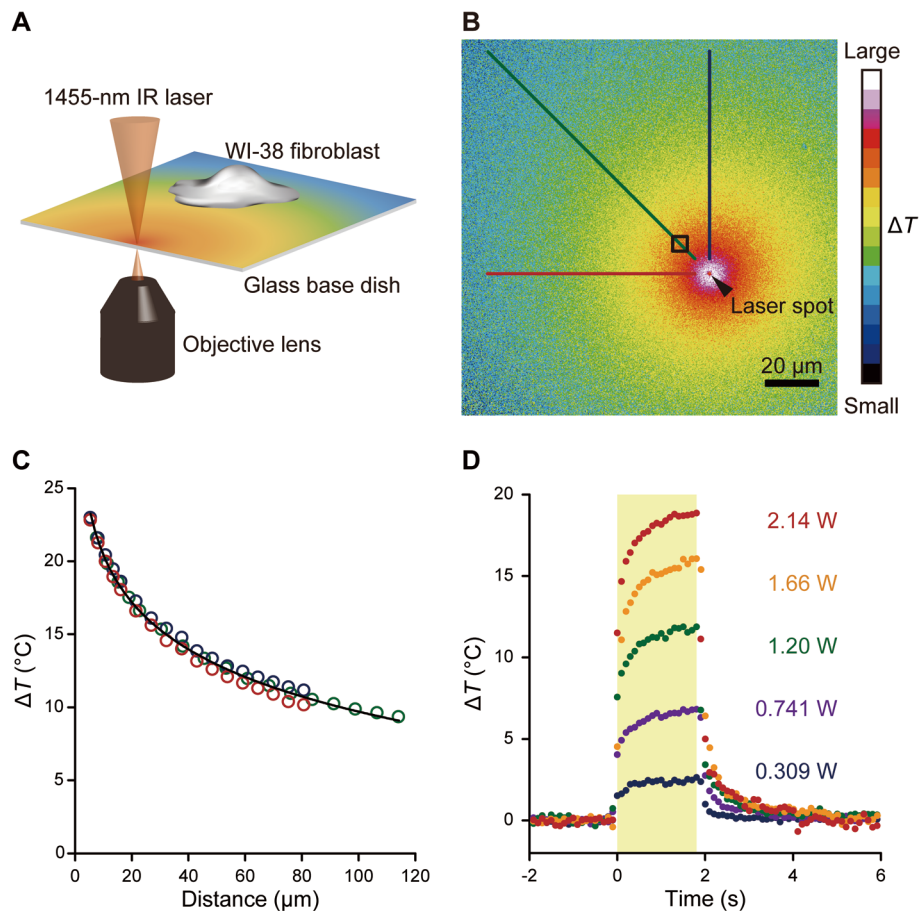 A
1455-nm IR laser
WI-38 fibroblast
Glass base dish
Objective lens
B
Large
ΔT
Small
Laser spot
20 µm
C
25
20
15
10
5
0
ΔT (°C)
0 20 40 60 80 100 120
Distance (µm)
D
20
15
10
5
0
ΔT (°C)
2.14 W
1.66 W
1.20 W
0.741 W
0.309 W
-2 0 2 4 6
Time (s)